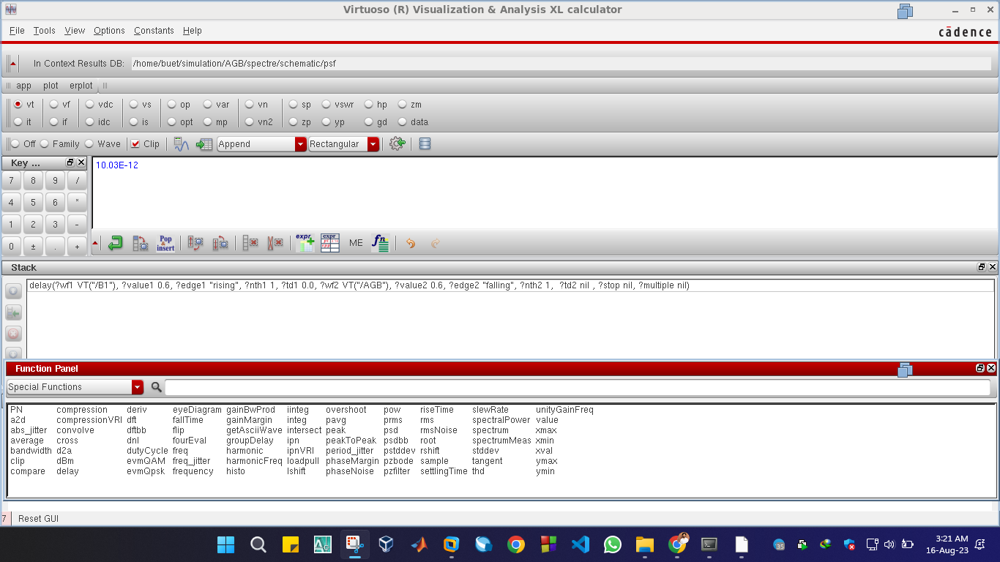 Virtuoso (R) Visualization & Analysis XL calculator
File Tools View Options Constants Help
cādence
In Context Results DB: /home/buet/simulation/AGB/spectre/schematic/psf
app plot erplot
vt vf vdc vs op var vn sp vswr hp zm
it if idc is opt mp vn2 zp yp gd data
Off Family Wave Clip Append Rectangular
Key ...
10.03E-12
7 8 9 /
4 5 6 *
1 2 3 -
0 ± . +
Pop & insert expr expr ME fn
Stack
delay(?wf1 VT("/B1"), ?value1 0.6, ?edge1 "rising", ?nth1 1, ?td1 0.0, ?wf2 VT("/AGB"), ?value2 0.6, ?edge2 "falling", ?nth2 1, ?td2 nil , ?stop nil, ?multiple nil)
Function Panel
Special Functions
PN compression deriv eyeDiagram gainBwProd iinteg overshoot pow riseTime slewRate unityGainFreq
a2d compressionVRI dft fallTime gainMargin integ pavg prms rms spectralPower value
abs_jitter convolve dftbb flip getAsciiWave intersect peak psd rmsNoise spectrum xmax
average cross dnl fourEval groupDelay ipn peakToPeak psdbb root spectrumMeas xmin
bandwidth d2a dutyCycle freq harmonic ipnVRI period_jitter pstddev rshift stddev xval
clip dBm evmQAM freq_jitter harmonicFreq loadpull phaseMargin pzbode sample tangent ymax
compare delay evmQpsk frequency histo lshift phaseNoise pzfilter settlingTime thd ymin
7 Reset GUI
35
3:21 AM
16-Aug-23